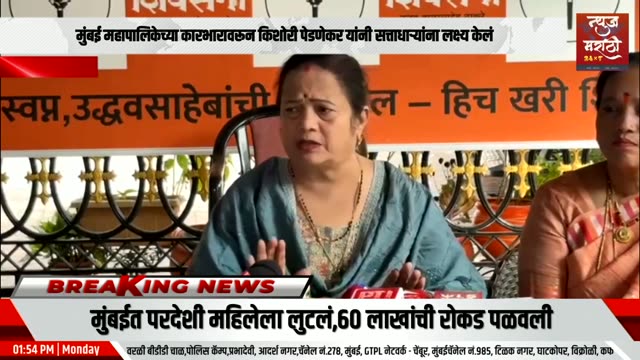 मुंबई महापालिकेच्या कारभारावरून किशोरी पेडणेकर यांनी सत्ताधाऱ्यांना लक्ष्य केलं
न्यूज
मराठी
24x7
स्वप्न,उद्धवसाहेबांची ल – हिच खरी शि
BREAKING NEWS
मुंबईत परदेशी महिलेला लुटलं,60 लाखांची रोकड पळवली
01:54 PM | Monday
वरळी बीडीडी चाळ,पोलिस कॅम्प,प्रभादेवी, आदर्श नगर,चॅनेल नं.278, मुंबई, GTPL नेटवर्क - चेंबूर, मुंबईचॅनेल नं.985, टिळक नगर, घाटकोपर, विक्रोळी, कफ